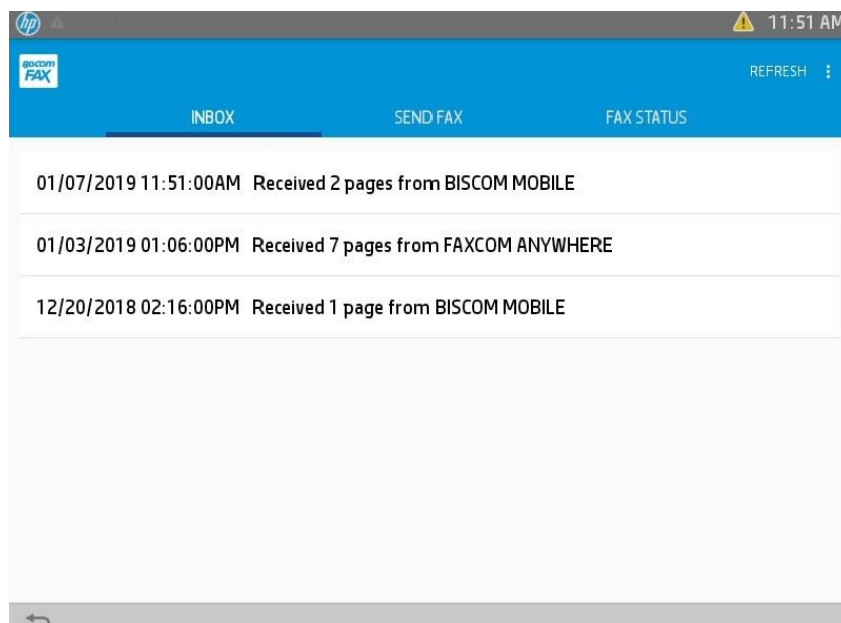 hp
11:51 AM
BISCOM
FAX
REFRESH
INBOX SEND FAX FAX STATUS
01/07/2019 11:51:00AM Received 2 pages from BISCOM MOBILE
01/03/2019 01:06:00PM Received 7 pages from FAXCOM ANYWHERE
12/20/2018 02:16:00PM Received 1 page from BISCOM MOBILE